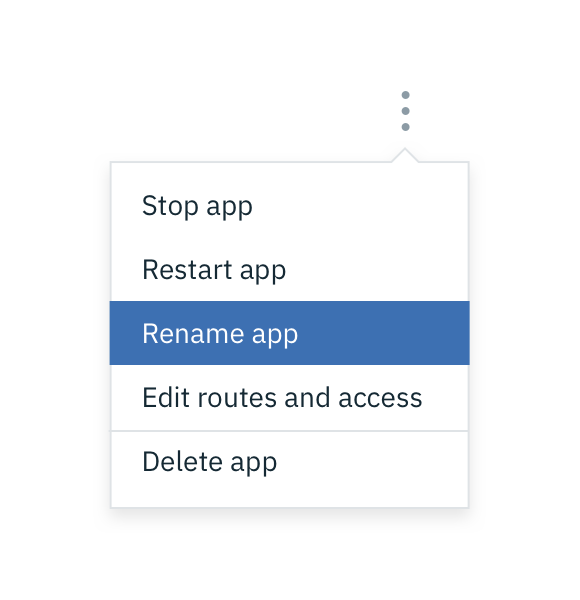 Stop app
Restart app
Rename app
Edit routes and access
Delete app